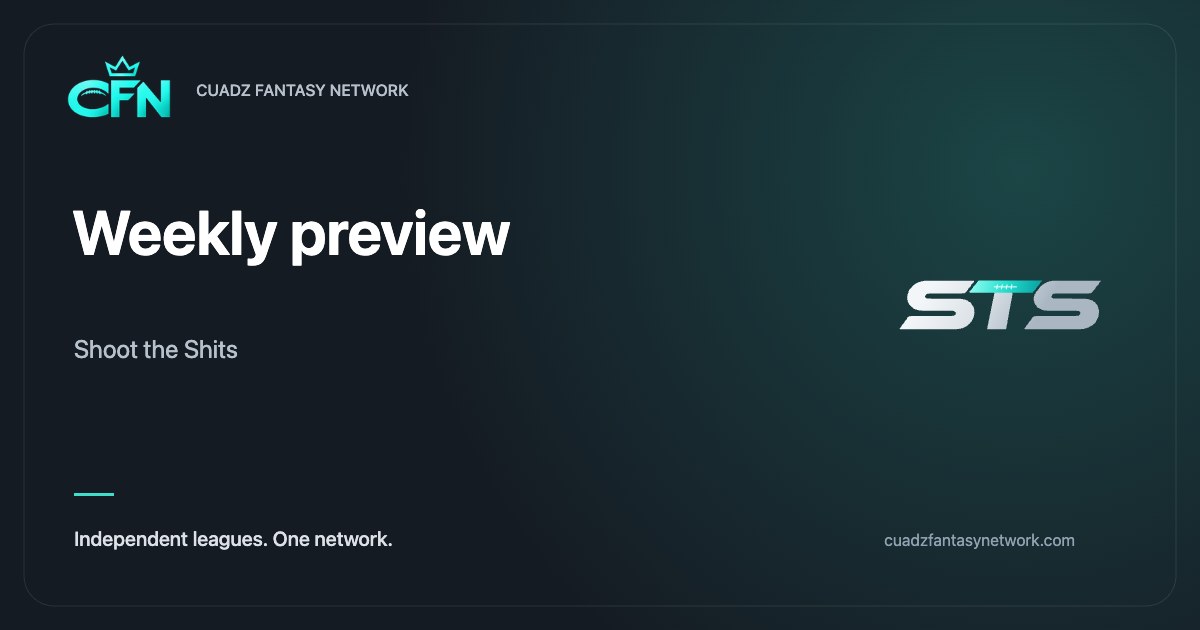 CFN
CUADZ FANTASY NETWORK
Weekly preview
STS
Shoot the Shits
Independent leagues. One network.
cuadzfantasynetwork.com